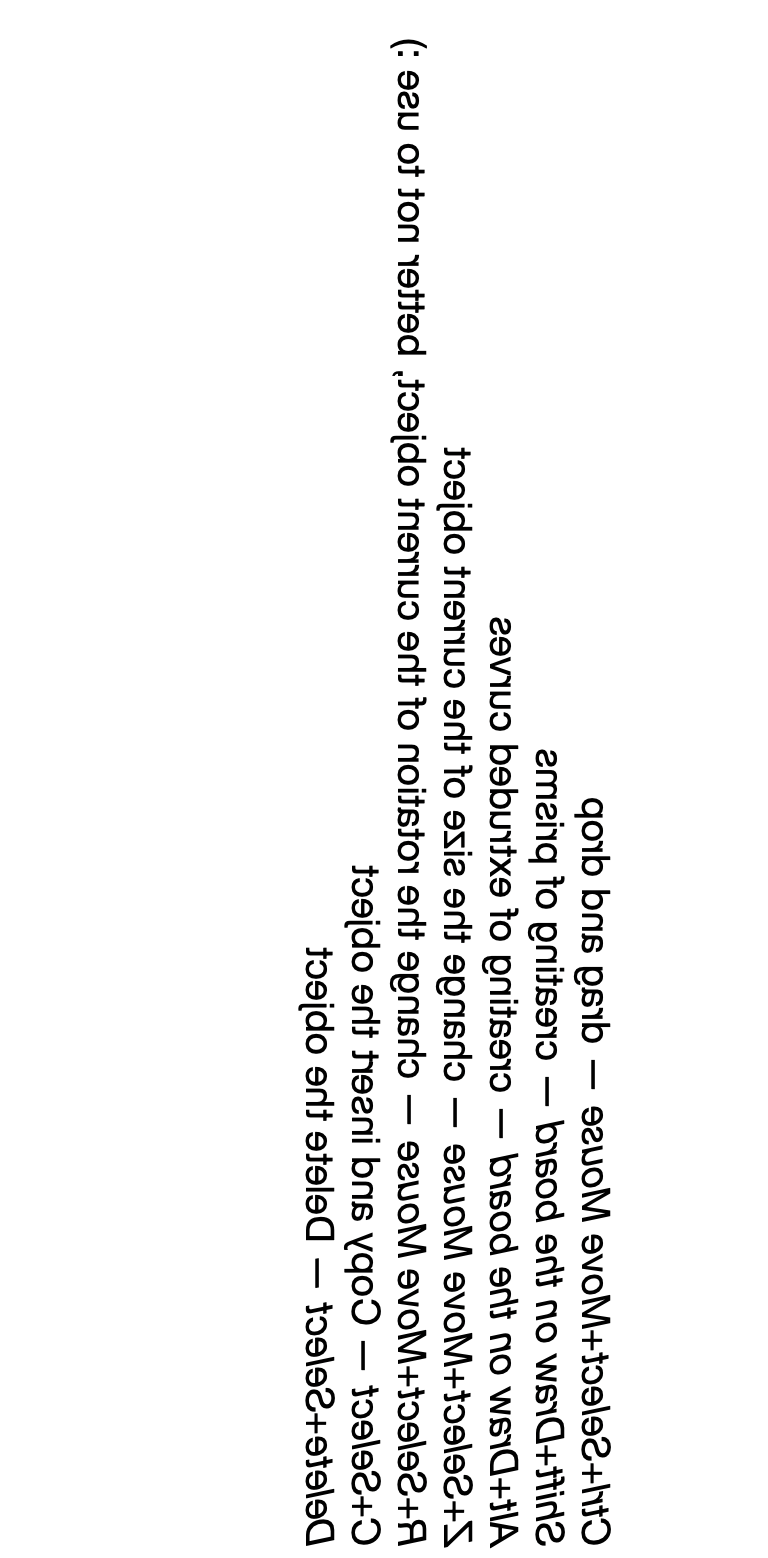 Ctrl+Select+Move Mouse — drag and drop
Shift+Draw on the board — creating of prisms
Alt+Draw on the board — creating of extruded curves
Z+Select+Move Mouse — change the size of the current object
R+Select+Move Mouse — change the rotation of the current object, better not to use :)
C+Select — Copy and insert the object
Delete+Select — Delete the object